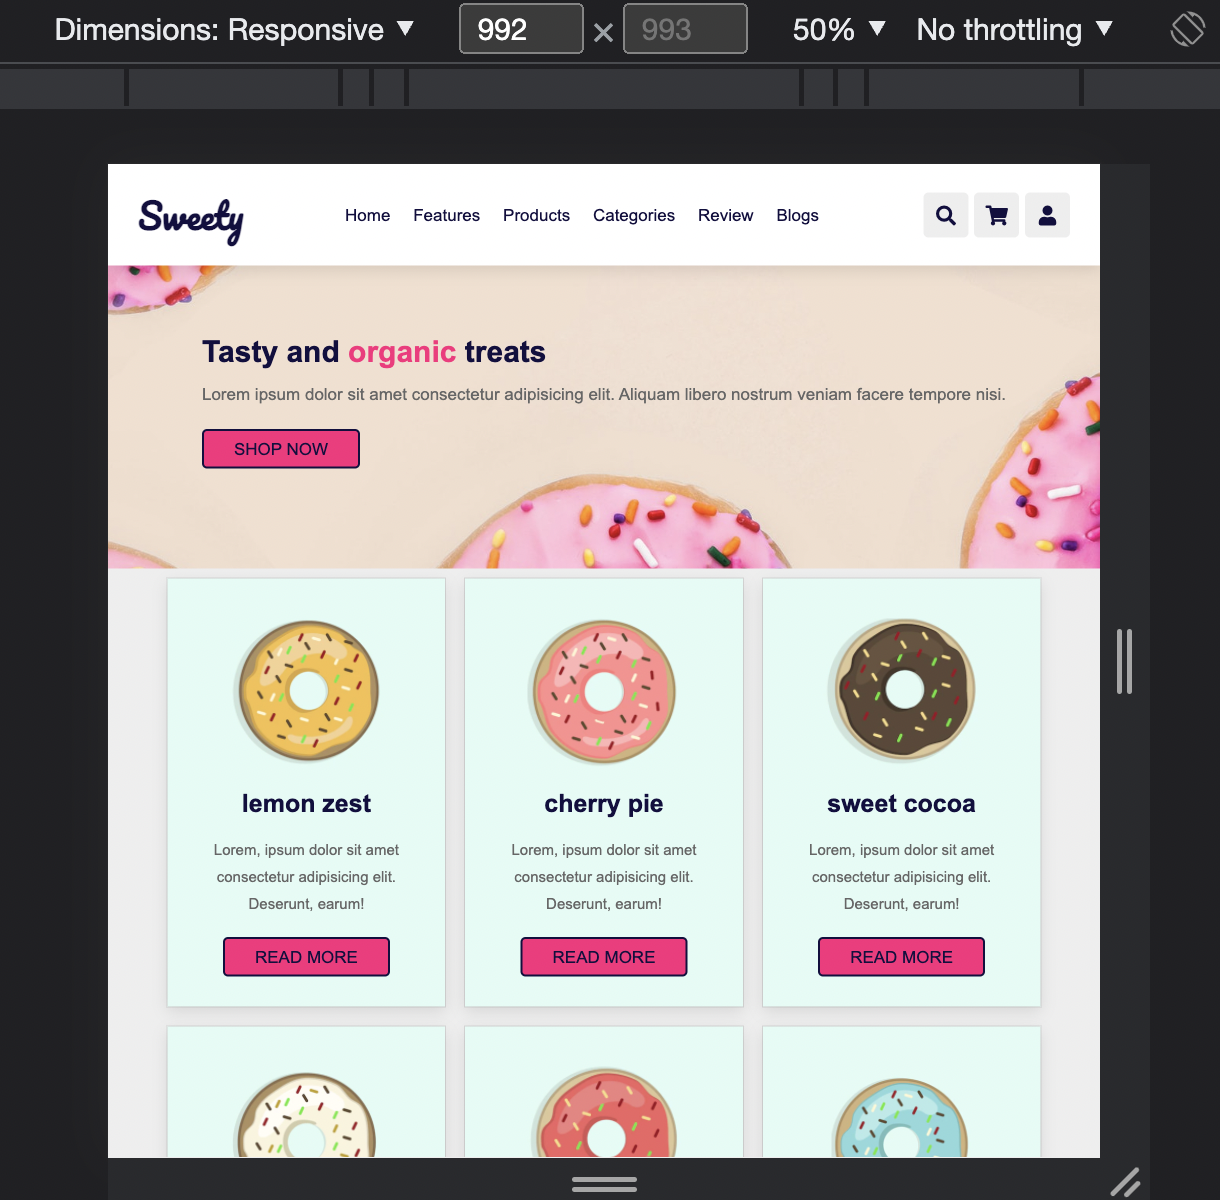 Dimensions: Responsive ▼ 992 × 993 50% ▼ No throttling ▼
Sweety Home Features Products Categories Review Blogs
Tasty and organic treats
Lorem ipsum dolor sit amet consectetur adipisicing elit. Aliquam libero nostrum veniam facere tempore nisi.
SHOP NOW
lemon zest
Lorem, ipsum dolor sit amet
consectetur adipisicing elit.
Deserunt, earum!
READ MORE
cherry pie
Lorem, ipsum dolor sit amet
consectetur adipisicing elit.
Deserunt, earum!
READ MORE
sweet cocoa
Lorem, ipsum dolor sit amet
consectetur adipisicing elit.
Deserunt, earum!
READ MORE